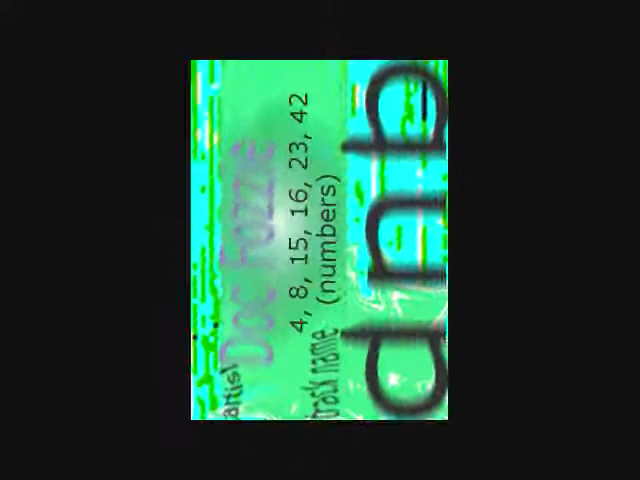 artist
Doc Fozzie
4, 8, 15, 16, 23, 42
track name (numbers)
dnb